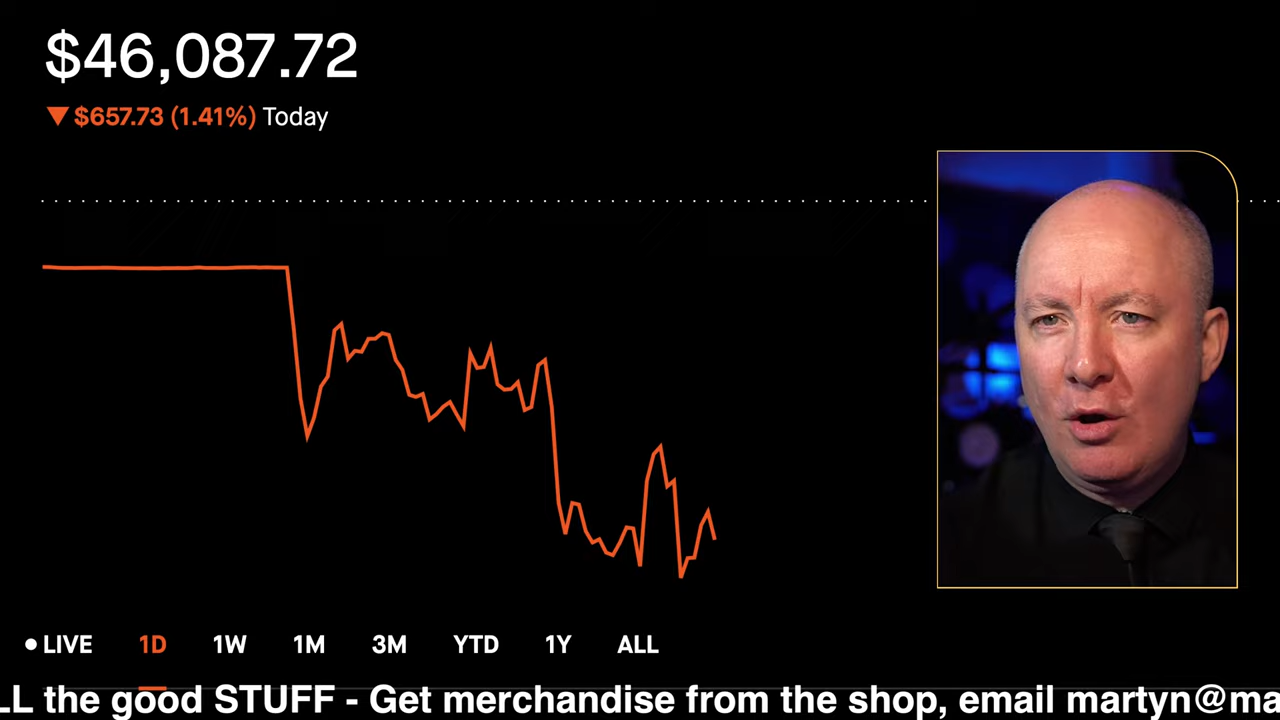 $46,087.72
▼ $657.73 (1.41%) Today
LIVE 1D 1W 1M 3M YTD 1Y ALL
LL the good STUFF - Get merchandise from the shop, email martyn@ma